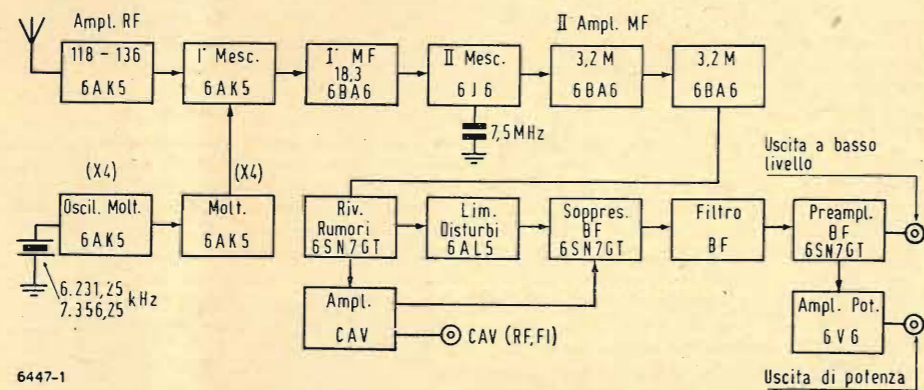 Ampl. RF
118 - 136
6AK5
I° Mesc.
6AK5
I° MF
18,3
6BA6
II Mesc.
6J6
7,5MHz
II Ampl. MF
3,2 M
6BA6
3,2 M
6BA6
(X4)
Oscil. Molt.
6AK5
6.231,25
7.356,25
kHz
(X4)
Molt.
6AK5
Riv.
Rumori
6SN7GT
Lim.
Disturbi
6AL5
Soppres.
BF
6SN7GT
Filtro
BF
Preampl.
BF
6SN7GT
Uscita a basso
livello
Ampl.
CAV
CAV (RF,FI)
Ampl. Pot.
6V6
Uscita di potenza
6447-1